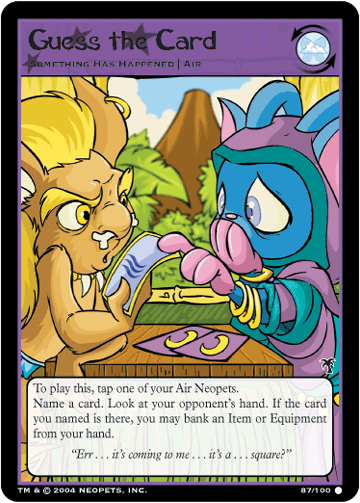 Guess the Card
Something Has Happened | Air
To play this, tap one of your Air Neopets.
Name a card. Look at your opponent's hand. If the card
you named is there, you may bank an Item or Equipment
from your hand.
“Err . . . it's coming to me . . . it's a . . . square?”
TM & © 2004 NEOPETS, INC.
87/100